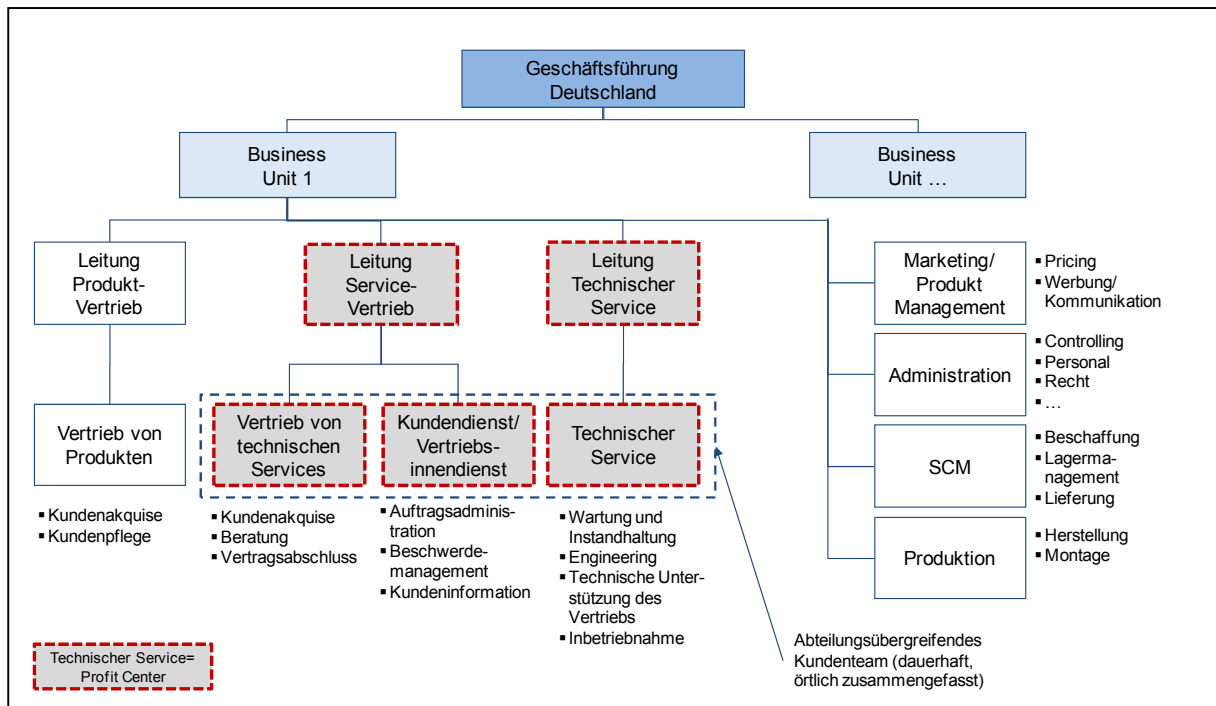 Geschäftsführung
Deutschland
Business
Unit 1
Business
Unit …
Leitung
Produkt-
Vertrieb
Leitung
Service-
Vertrieb
Leitung
Technischer
Service
Marketing/
Produkt
Management
▪ Pricing
▪ Werbung/
Kommunikation
Administration
▪ Controlling
▪ Personal
▪ Recht
▪ …
Vertrieb von
Produkten
Vertrieb von
technischen
Services
Kundendienst/
Vertriebs-
innendienst
Technischer
Service
SCM
▪ Beschaffung
▪ Lagerma-
nagement
▪ Lieferung
▪ Kundenakquise
▪ Kundenpflege
▪ Kundenakquise
▪ Beratung
▪ Vertragsabschluss
▪ Auftragsadminis-
tration
▪ Beschwerde-
management
▪ Kundeninformation
▪ Wartung und
Instandhaltung
▪ Engineering
▪ Technische Unter-
stützung des
Vertriebs
▪ Inbetriebnahme
Produktion
▪ Herstellung
▪ Montage
Technischer Service=
Profit Center
Abteilungsübergreifendes
Kundenteam (dauerhaft,
örtlich zusammengefasst)